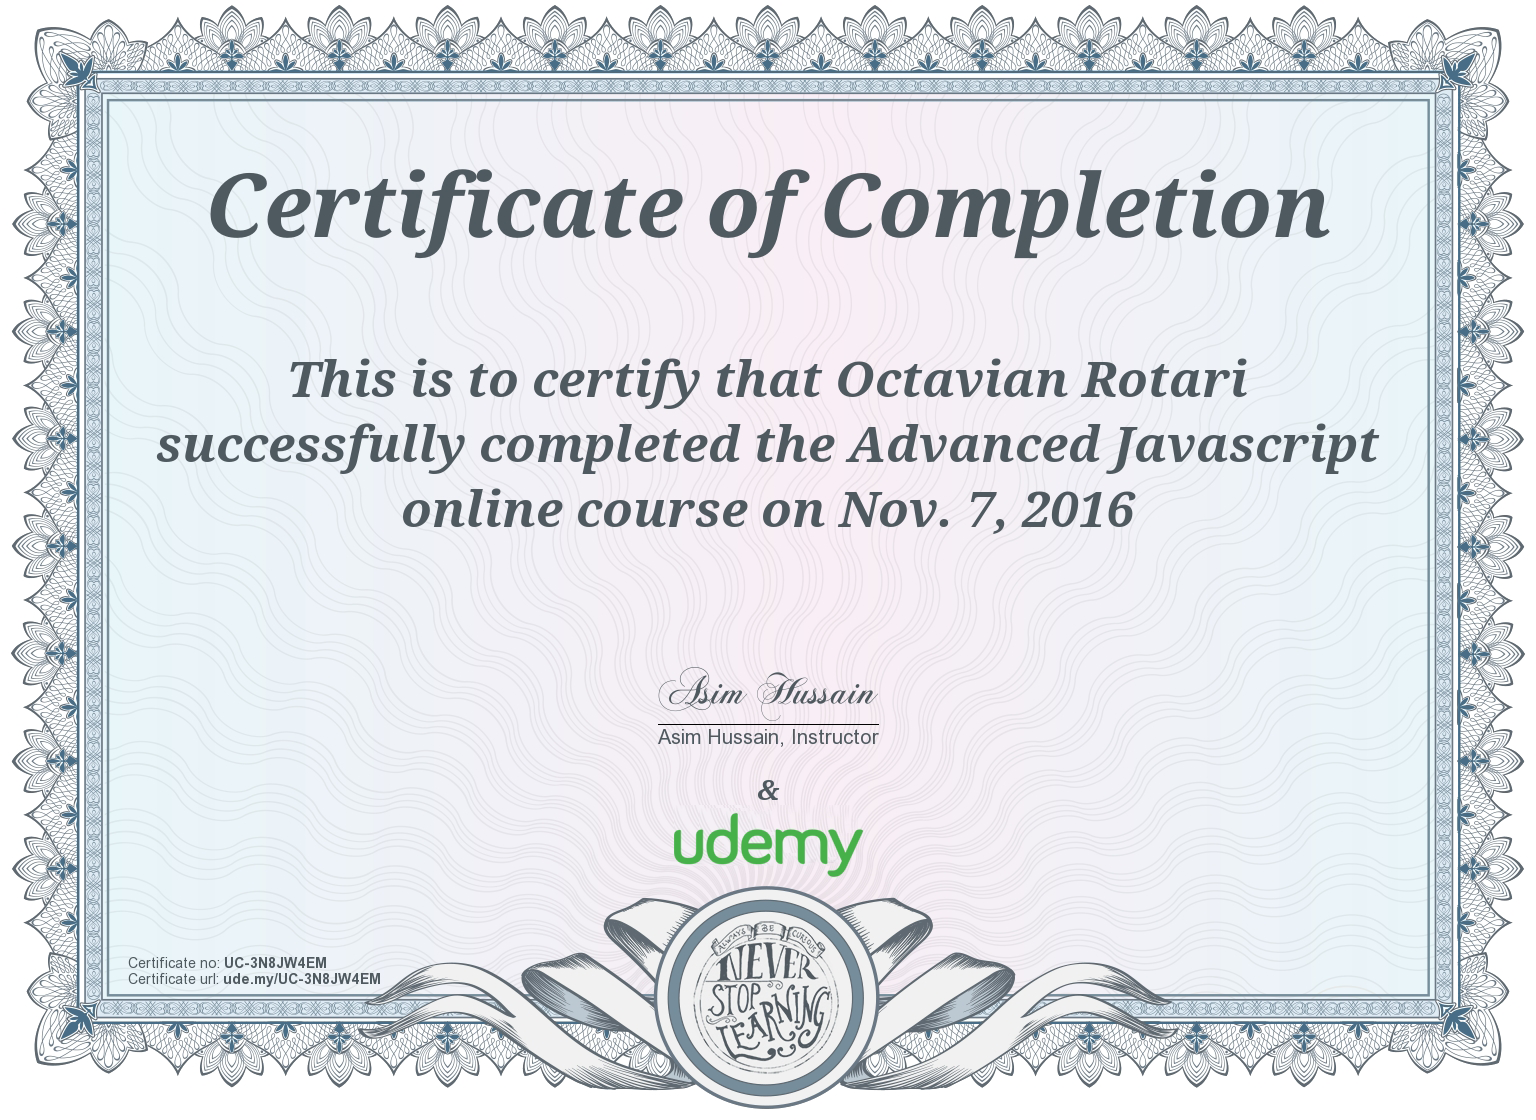 Certificate of Completion
This is to certify that Octavian Rotari
successfully completed the Advanced Javascript
online course on Nov. 7, 2016
Asim Hussain
Asim Hussain, Instructor
&
udemy
ALWAYS BE CURIOUS
NEVER
STOP
LEARNING
Certificate no: UC-3N8JW4EM
Certificate url: ude.my/UC-3N8JW4EM